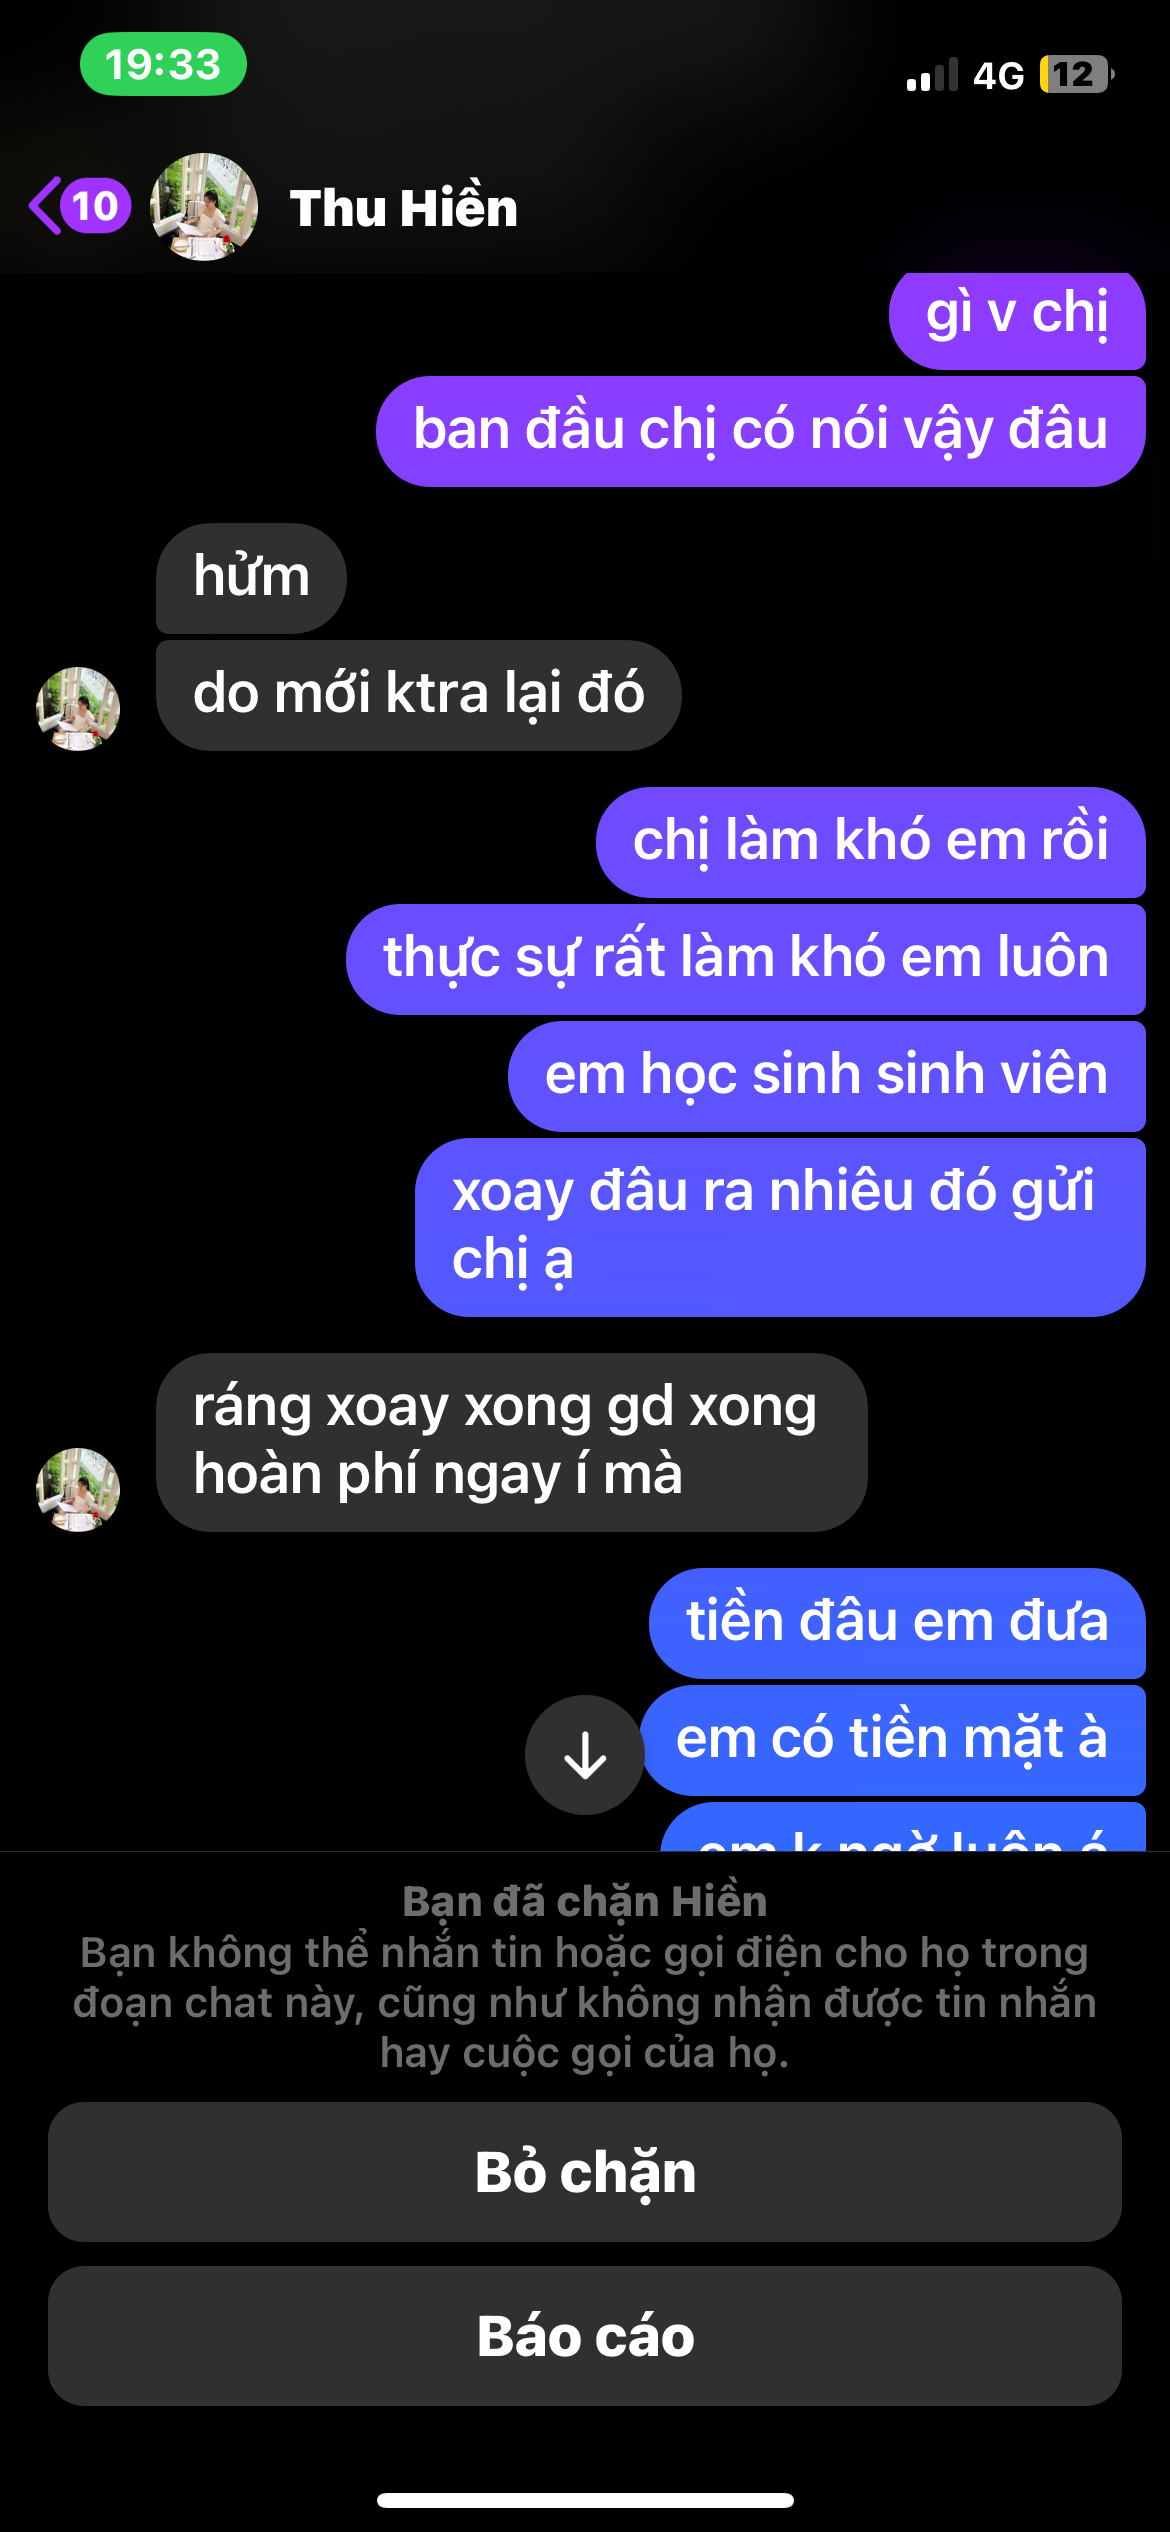 19:33
4G
12
10
Thu Hiền
gì v chị
ban đầu chị có nói vậy đâu
hửm
do mới ktra lại đó
chị làm khó em rồi
thực sự rất làm khó em luôn
em học sinh sinh viên
xoay đâu ra nhiêu đó gửi
chị ạ
ráng xoay xong gd xong
hoàn phí ngay í mà
tiền đâu em đưa
em có tiền mặt à
em k ngờ luôn á
Bạn đã chặn Hiền
Bạn không thể nhắn tin hoặc gọi điện cho họ trong
đoạn chat này, cũng như không nhận được tin nhắn
hay cuộc gọi của họ.
Bỏ chặn
Báo cáo